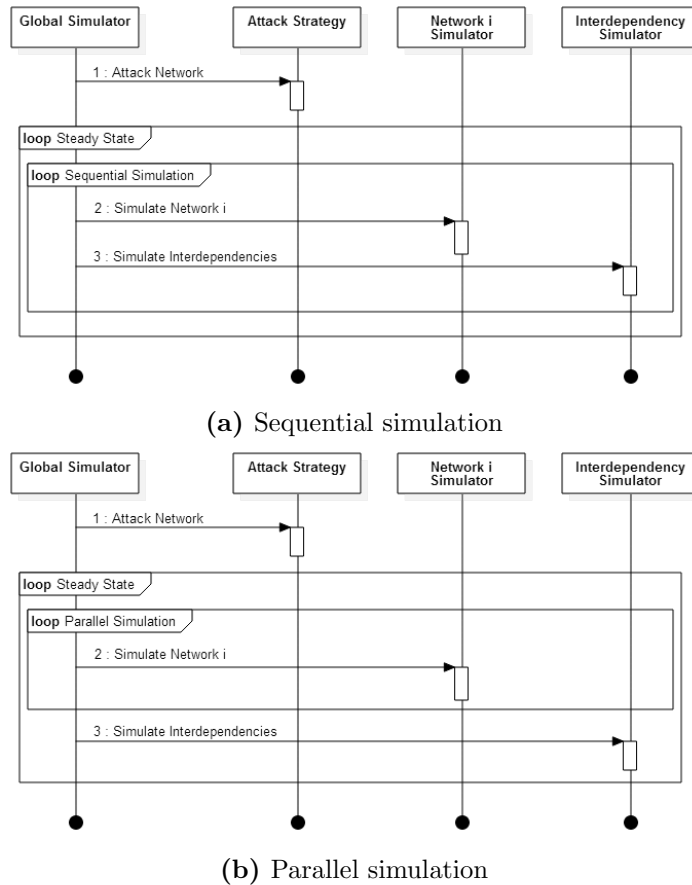 Global Simulator
Attack Strategy
Network i
Simulator
Interdependency
Simulator
1 : Attack Network
loop Steady State
loop Sequential Simulation
2 : Simulate Network i
3 : Simulate Interdependencies
(a) Sequential simulation
Global Simulator
Attack Strategy
Network i
Simulator
Interdependency
Simulator
1 : Attack Network
loop Steady State
loop Parallel Simulation
2 : Simulate Network i
3 : Simulate Interdependencies
(b) Parallel simulation